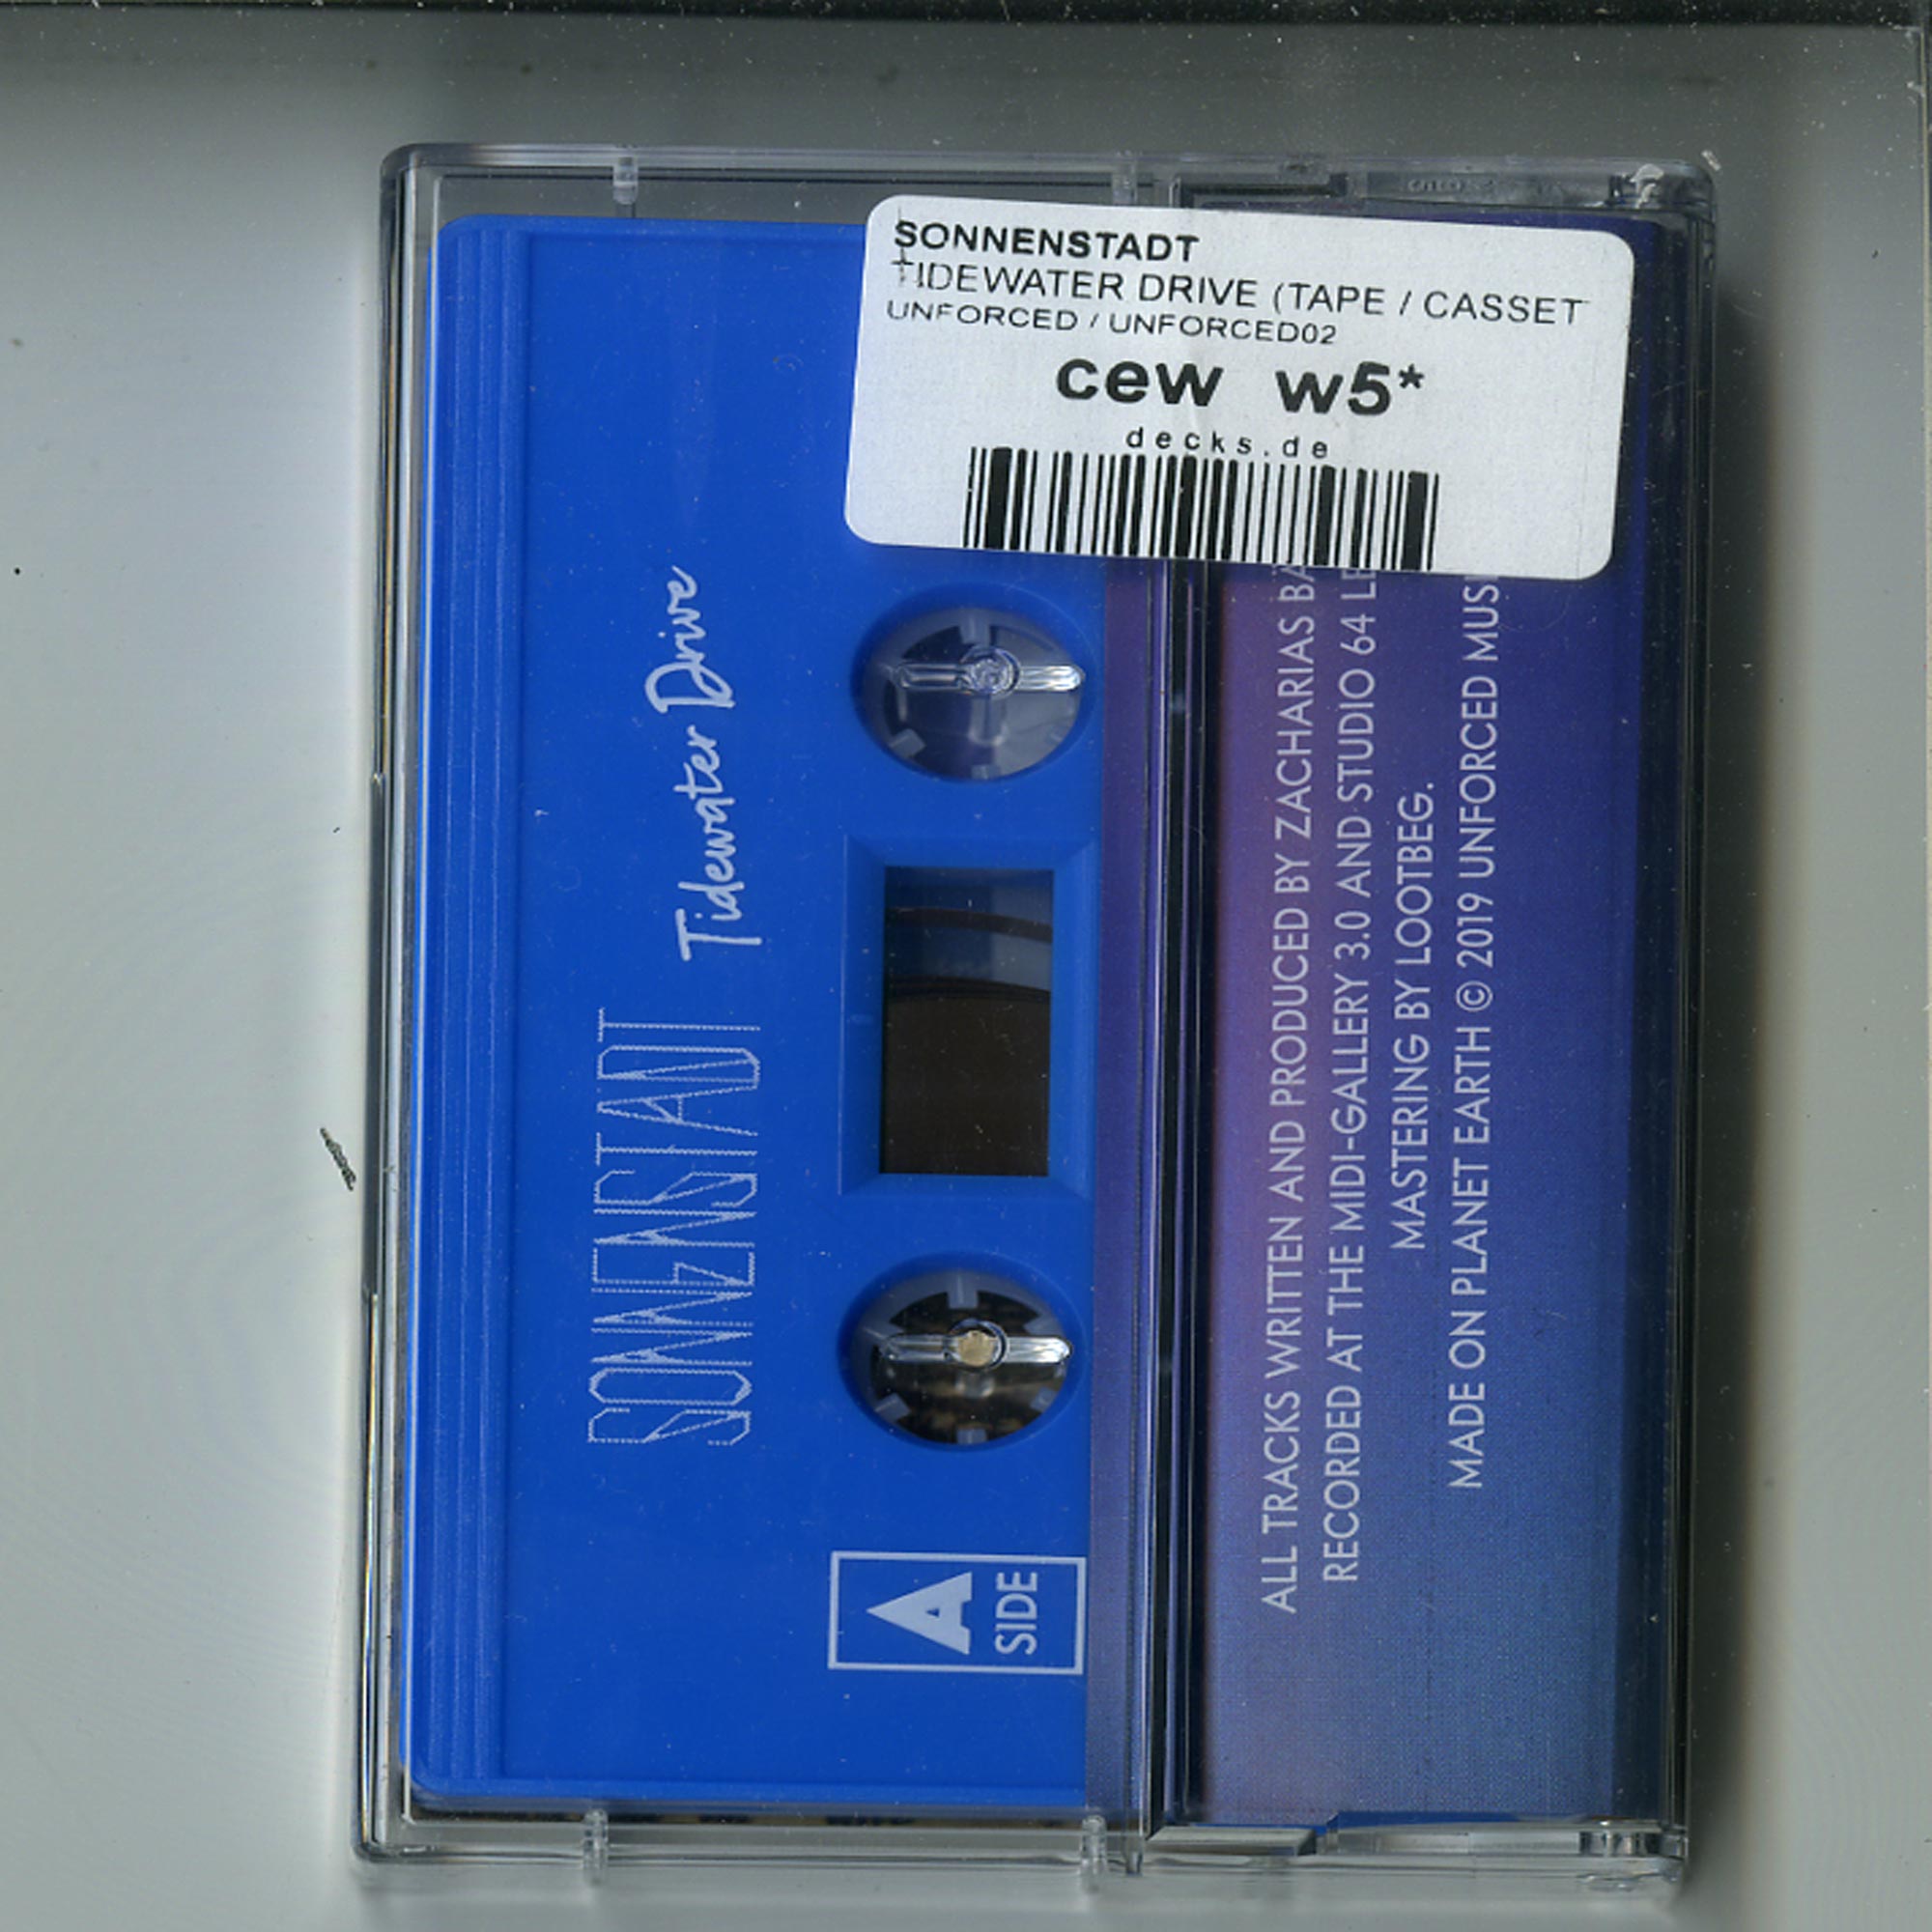 SONNENSTADT
TIDEWATER DRIVE (TAPE / CASSET
UNFORCED / UNFORCED02
cew w5*
decks.de
SONNENSTADT Tidewater Drive
A
SIDE
ALL TRACKS WRITTEN AND PRODUCED BY ZACHARIAS
RECORDED AT THE MIDI-GALLERY 3.0 AND STUDIO 64
MASTERING BY LOOTBEG.
MADE ON PLANET EARTH © 2019 UNFORCED